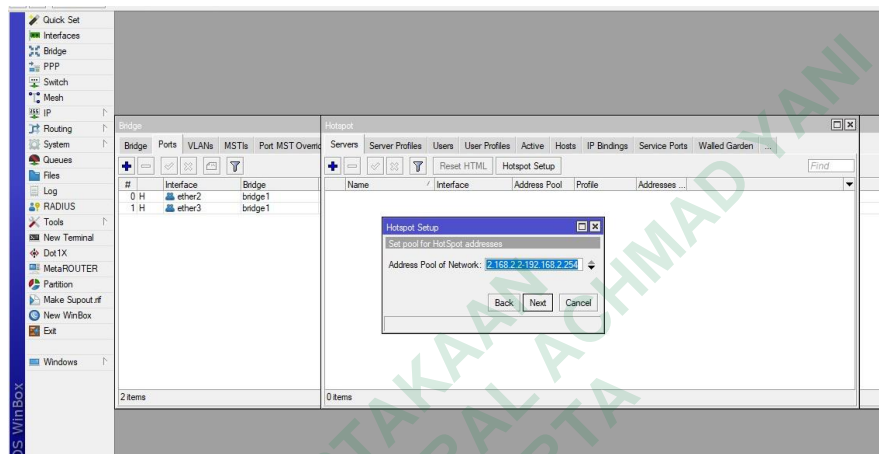 Quick Set
Interfaces
Bridge
PPP
Switch
Mesh
IP
Routing
System
Queues
Files
Log
RADIUS
Tools
New Terminal
Dot1X
MetaROUTER
Partition
Make Supout.rif
New WinBox
Exit
Windows
OS WinBox
Bridge
Bridge Ports VLANs MSTIs Port MST Overrid
# Interface Bridge
0 H ether2 bridge1
1 H ether3 bridge1
2 items
Hotspot
Servers Server Profiles Users User Profiles Active Hosts IP Bindings Service Ports Walled Garden ...
Reset HTML Hotspot Setup Find
Name Interface Address Pool Profile Addresses ...
0 items
Hotspot Setup
Set pool for HotSpot addresses
Address Pool of Network: 2.168.2.2-192.168.2.254
Back Next Cancel
ACHMAD YANI